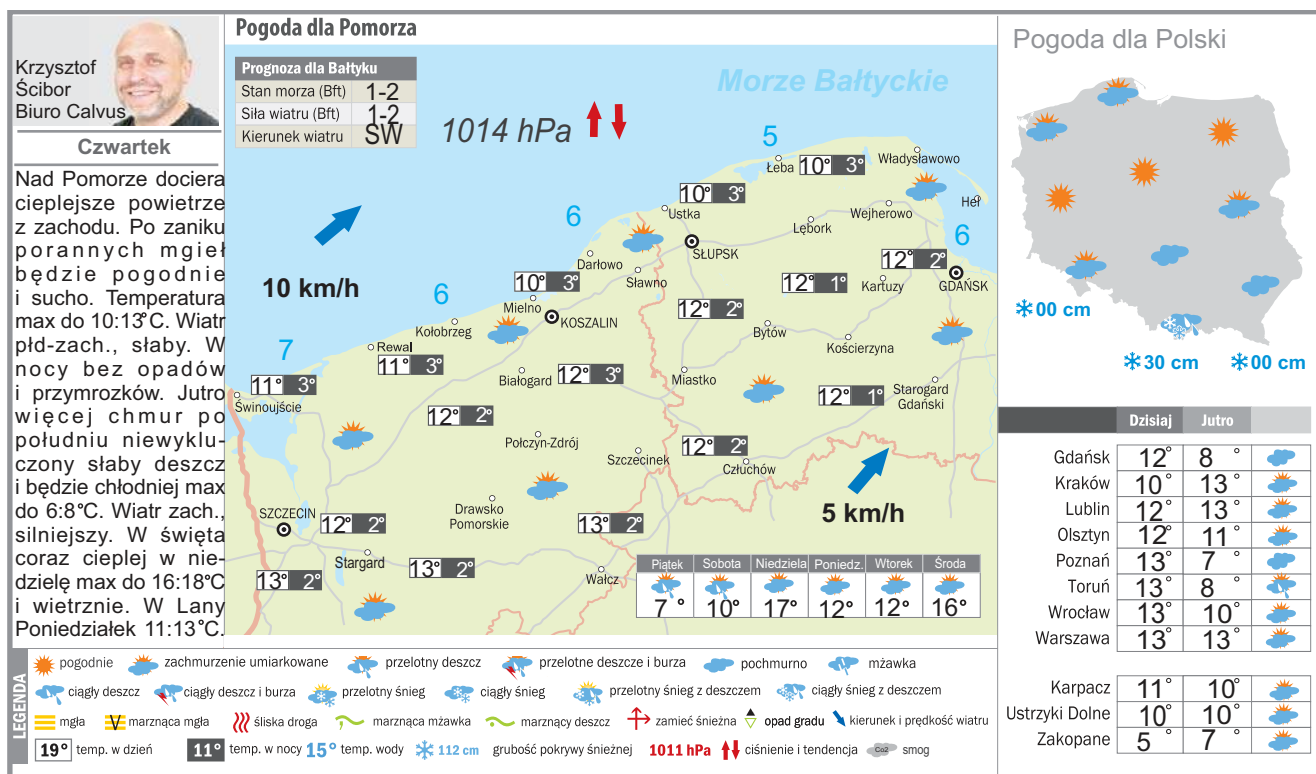 Krzysztof
Ścibor
Biuro Calvus
Czwartek
Nad Pomorze dociera
cieplejsze powietrze
z zachodu. Po zaniku
porannych mgieł
będzie pogodnie
i sucho. Temperatura
max do 10:13°C. Wiatr
płd-zach., słaby. W
nocy bez opadów
i przymrozków. Jutro
więcej chmur po
południu niewyklu-
czony słaby deszcz
i będzie chłodniej max
do 6:8°C. Wiatr zach.,
silniejszy. W święta
coraz cieplej w nie-
dzielę max do 16:18°C
i wietrznie. W Lany
Poniedziałek 11:13°C.
Pogoda dla Pomorza
Prognoza dla Bałtyku
Stan morza (Bft) 1-2
Siła wiatru (Bft) 1-2
Kierunek wiatru SW
Morze Bałtyckie
1014 hPa
5
Łeba 10° 3°
Władysławowo
10° 3°
Ustka
Wejherowo
Hel
Lębork
6
SŁUPSK
6
12° 2°
GDAŃSK
Darłowo
Sławno
10 km/h
10° 3°
12° 1°
Kartuzy
6
Mielno
KOSZALIN
12° 2°
Kołobrzeg
Bytów
Kościerzyna
7
Rewal
11° 3°
Białogard
12° 3°
Miastko
11° 3°
Świnoujście
12° 1°
Starogard
Gdański
12° 2°
Połczyn-Zdrój
Szczecinek
12° 2°
Człuchów
Drawsko
Pomorskie
5 km/h
SZCZECIN
12° 2°
13° 2°
Stargard
13° 2°
13° 2°
Wałcz
Piątek Sobota Niedziela Poniedz. Wtorek Środa
7° 10° 17° 12° 12° 16°
Pogoda dla Polski
00 cm
30 cm
00 cm
Dzisiaj Jutro
Gdańsk 12° 8°
Kraków 10° 13°
Lublin 12° 13°
Olsztyn 12° 11°
Poznań 13° 7°
Toruń 13° 8°
Wrocław 13° 10°
Warszawa 13° 13°
Karpacz 11° 10°
Ustrzyki Dolne 10° 10°
Zakopane 5° 7°
LEGENDA
pogodnie zachmurzenie umiarkowane przelotny deszcz przelotne deszcze i burza pochmurno mżawka
ciągły deszcz ciągły deszcz i burza przelotny śnieg ciągły śnieg przelotny śnieg z deszczem ciągły śnieg z deszczem
mgła marznąca mgła śliska droga marznąca mżawka marznący deszcz zamieć śnieżna opad gradu kierunek i prędkość wiatru
19° temp. w dzień 11° temp. w nocy 15° temp. wody 112 cm grubość pokrywy śnieżnej 1011 hPa ciśnienie i tendencja Co2 smog